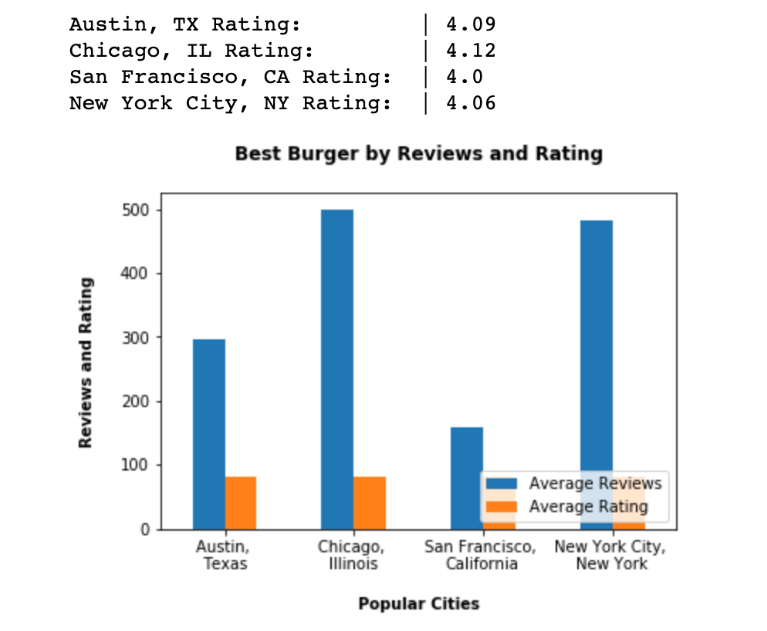 Austin, TX Rating: | 4.09
Chicago, IL Rating: | 4.12
San Francisco, CA Rating: | 4.0
New York City, NY Rating: | 4.06
Best Burger by Reviews and Rating
Reviews and Rating
500
400
300
200
100
0
Average Reviews
Average Rating
Austin, Chicago, San Francisco, New York City,
Texas Illinois California New York
Popular Cities